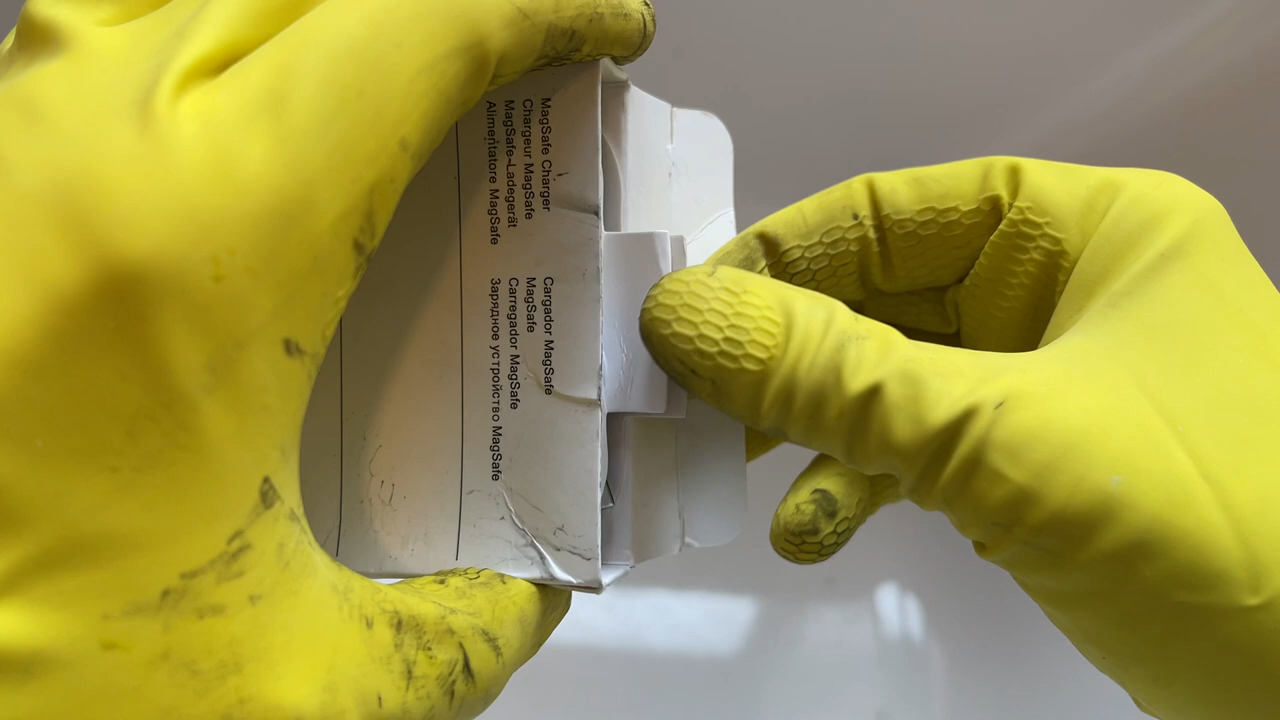 MagSafe Charger
Chargeur MagSafe
MagSafe-Ladegerät
Alimentatore MagSafe
Cargador MagSafe
MagSafe
Carregador MagSafe
Зарядное устройство MagSafe